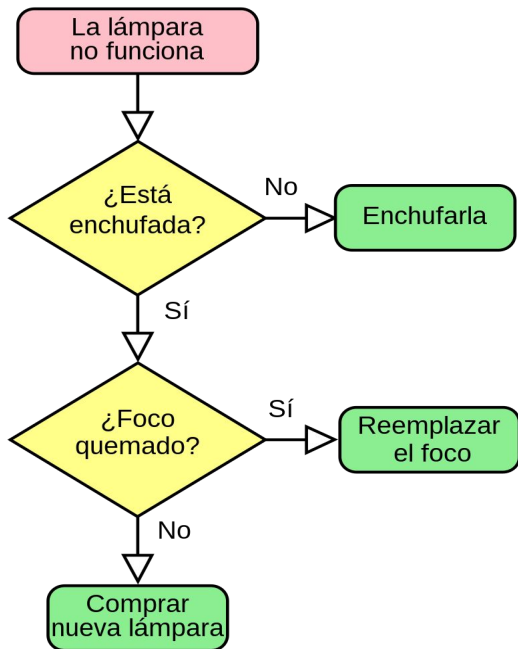 La lámpara
no funciona
¿Está
enchufada?
No
Enchufarla
Sí
¿Foco
quemado?
Sí
Reemplazar
el foco
No
Comprar
nueva lámpara